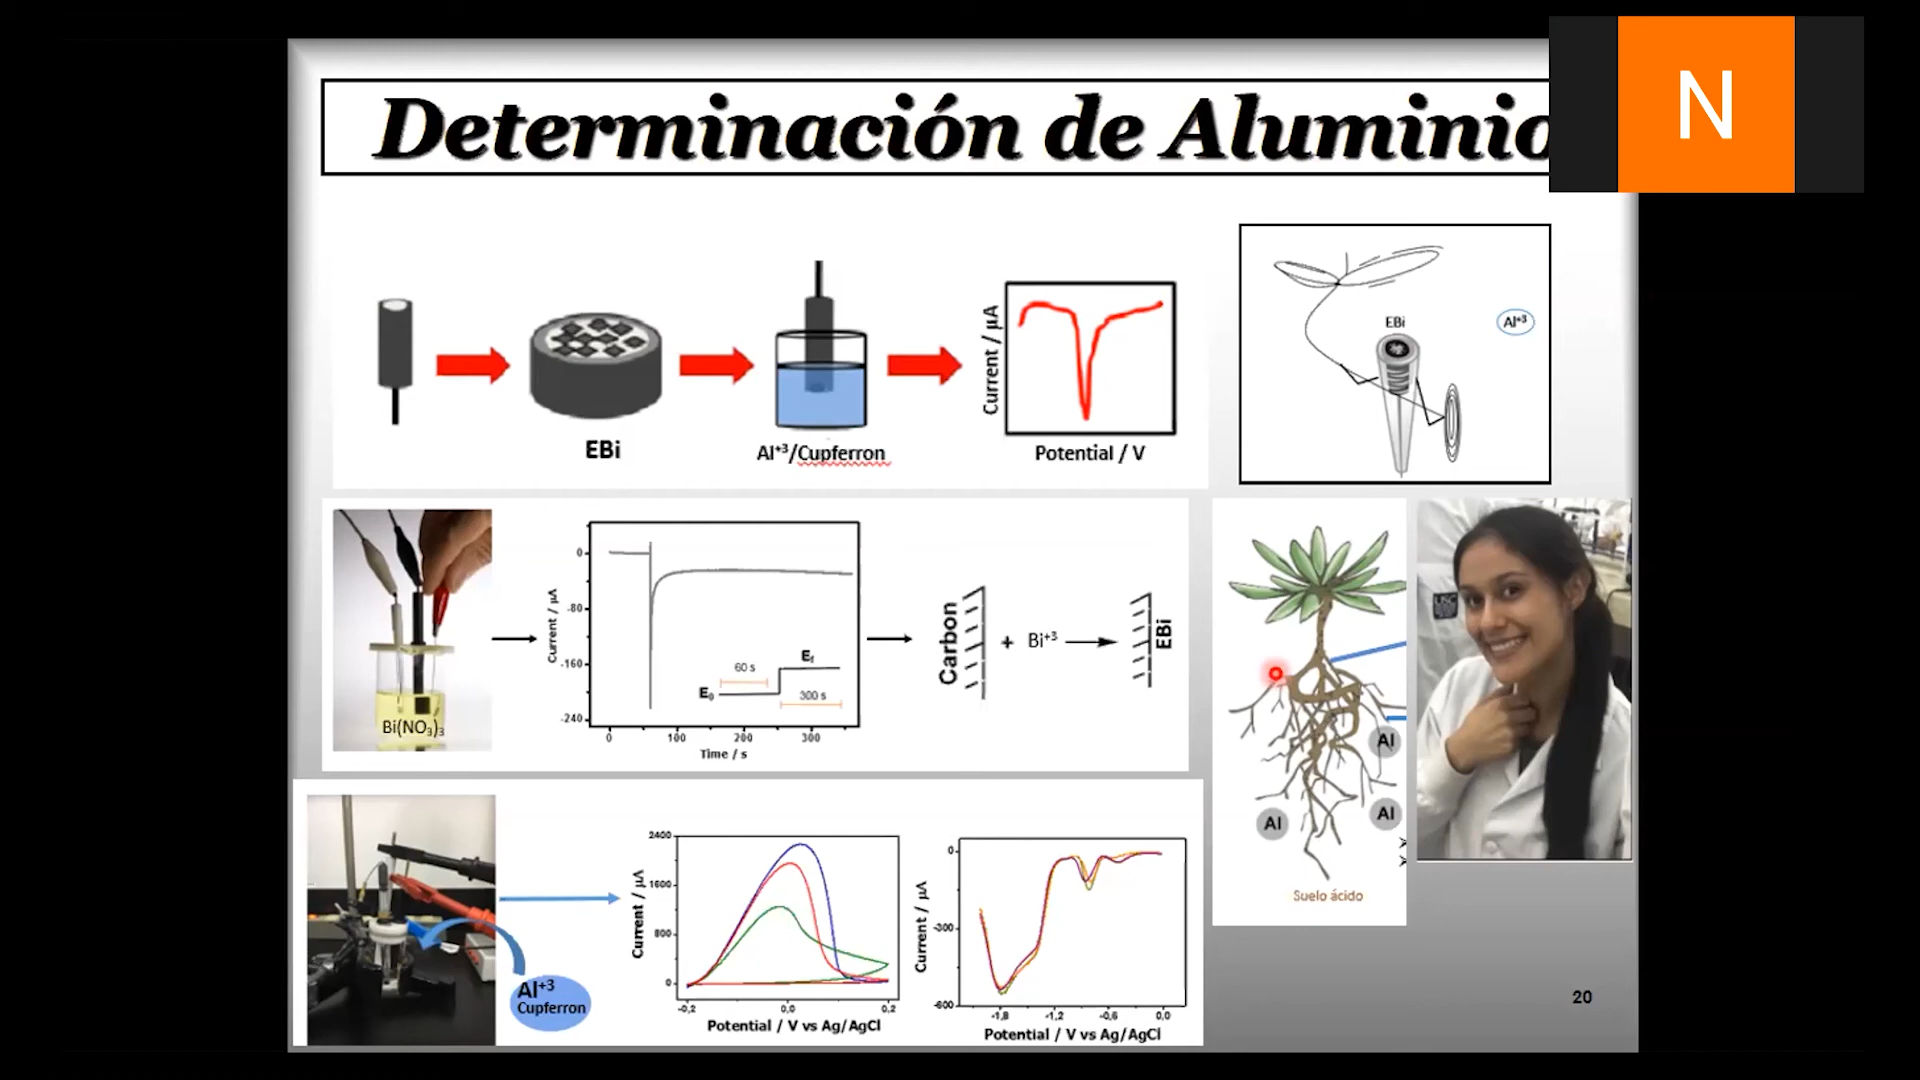 Determinación de Aluminio
N
EBi
Al+3/Cupferron
Current / µA
Potential / V
EBi
Al+3
Bi(NO3)3
Current / µA
0
-80
-160
-240
0
100
200
300
Time / s
60 s
Ef
E0
300 s
Carbon
+ Bi+3
EBi
Al
Al
Al
Suelo ácido
Al+3
Cupferron
Current / µA
2400
1600
800
0
-0,2
0,0
0,2
Potential / V vs Ag/AgCl
Current / µA
0
-300
-600
-1,8
-1,2
-0,6
0,0
Potential / V vs Ag/AgCl
20